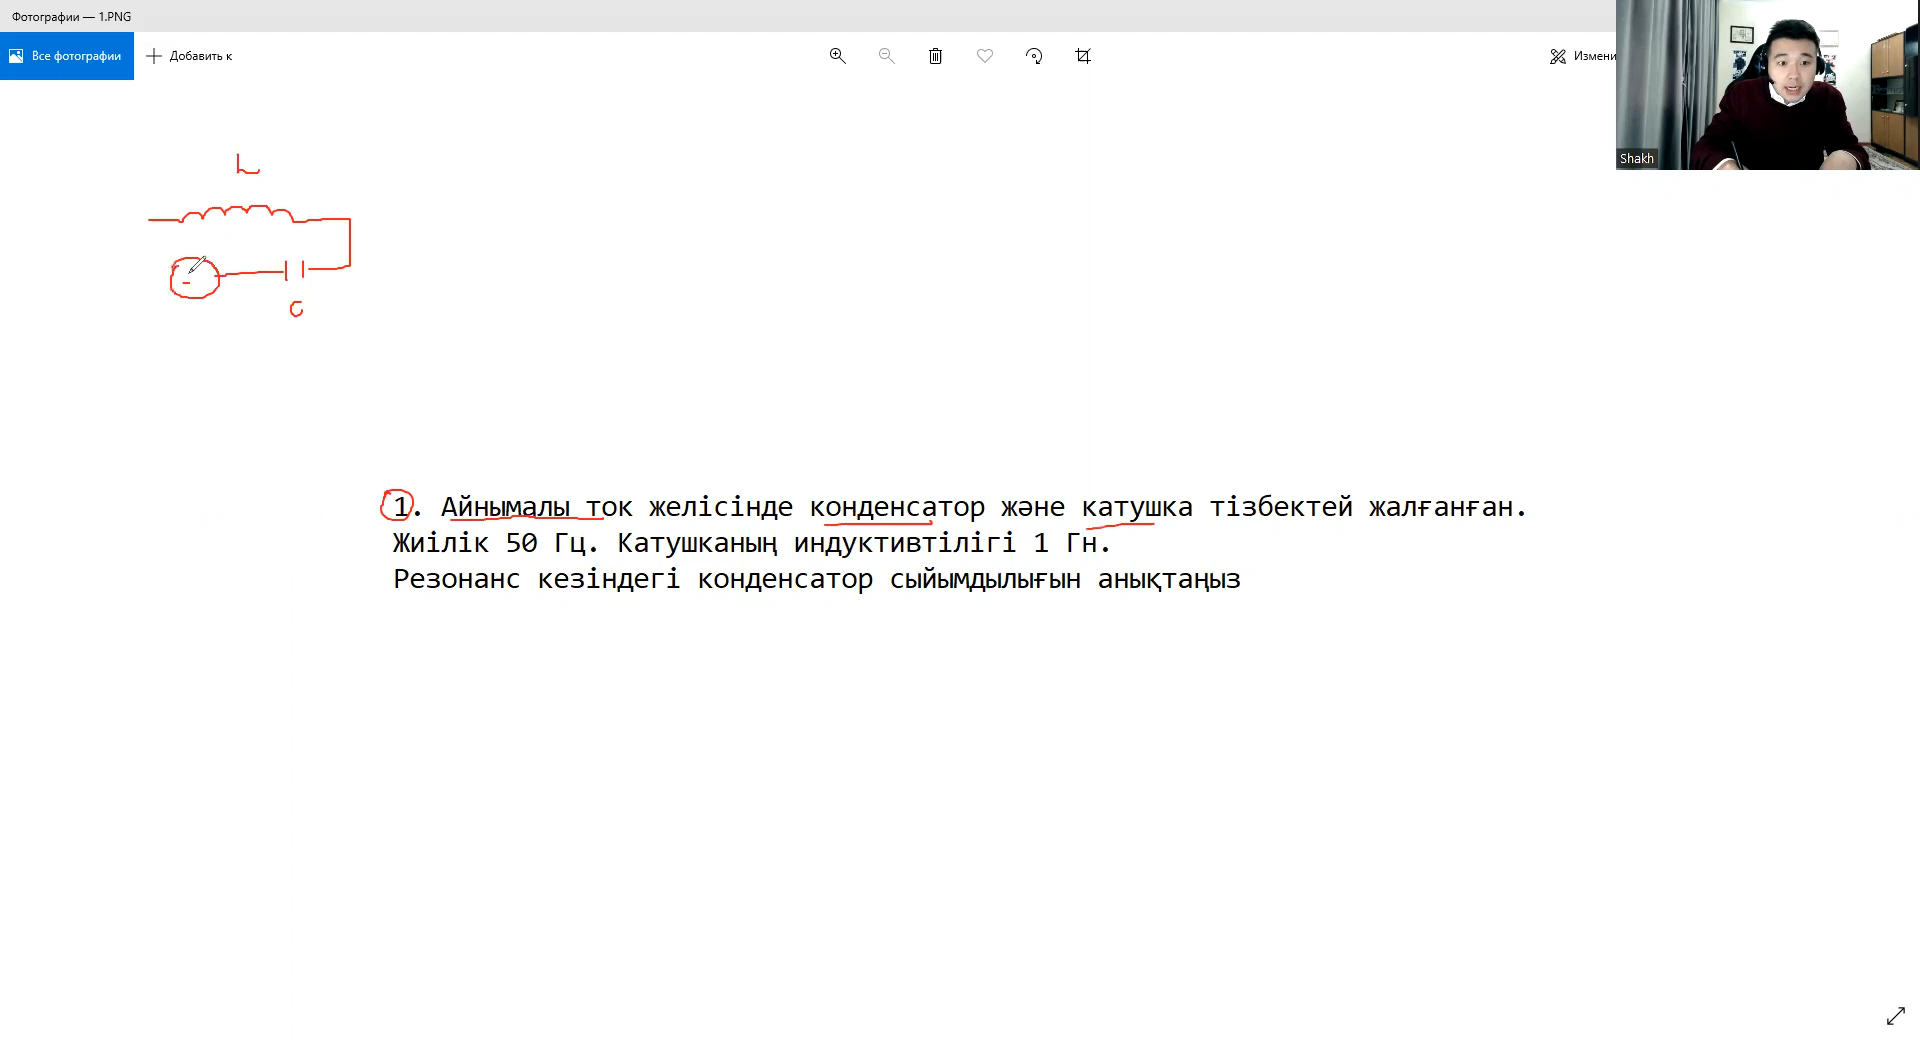 Фотографии — 1.PNG
Все фотографии
Добавить к
Измени
Shakh
L
C
1. Айнымалы ток желісінде конденсатор және катушка тізбектей жалғанған.
Жиілік 50 Гц. Катушканың индуктивтілігі 1 Гн.
Резонанс кезіндегі конденсатор сыйымдылығын анықтаңыз